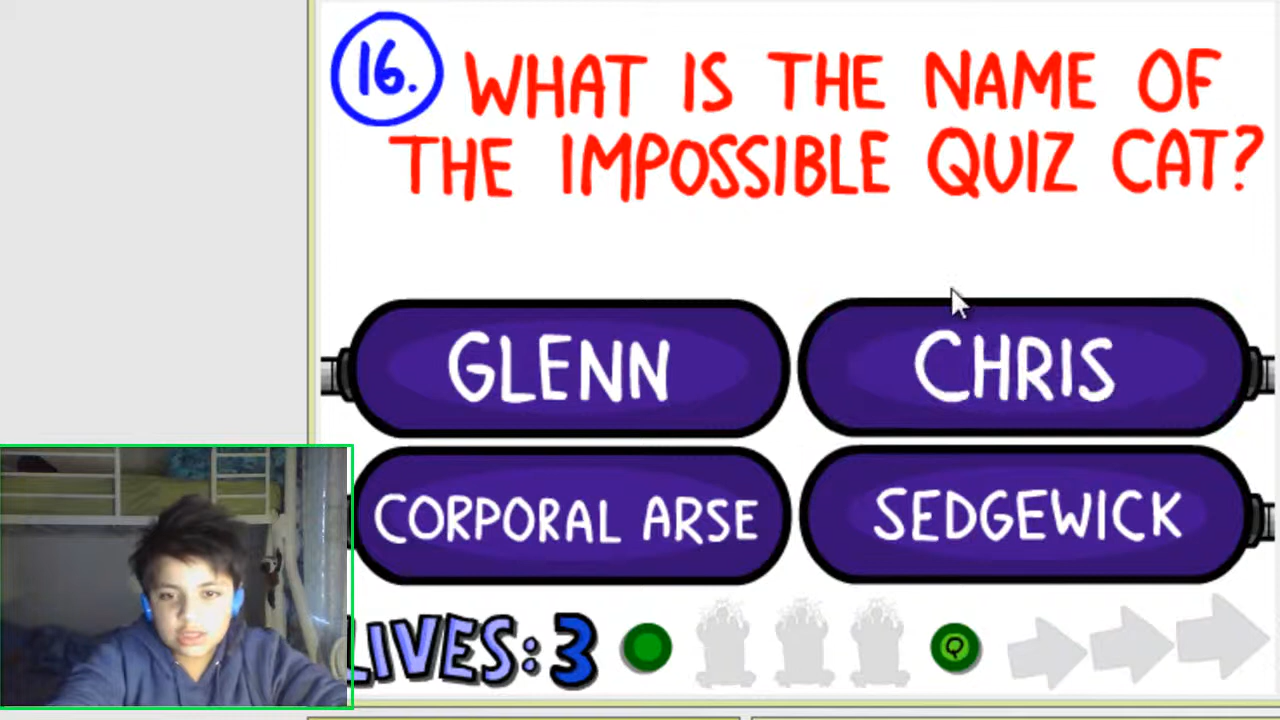 16. WHAT IS THE NAME OF
THE IMPOSSIBLE QUIZ CAT?
GLENN
CHRIS
CORPORAL ARSE
SEDGEWICK
LIVES: 3
Q